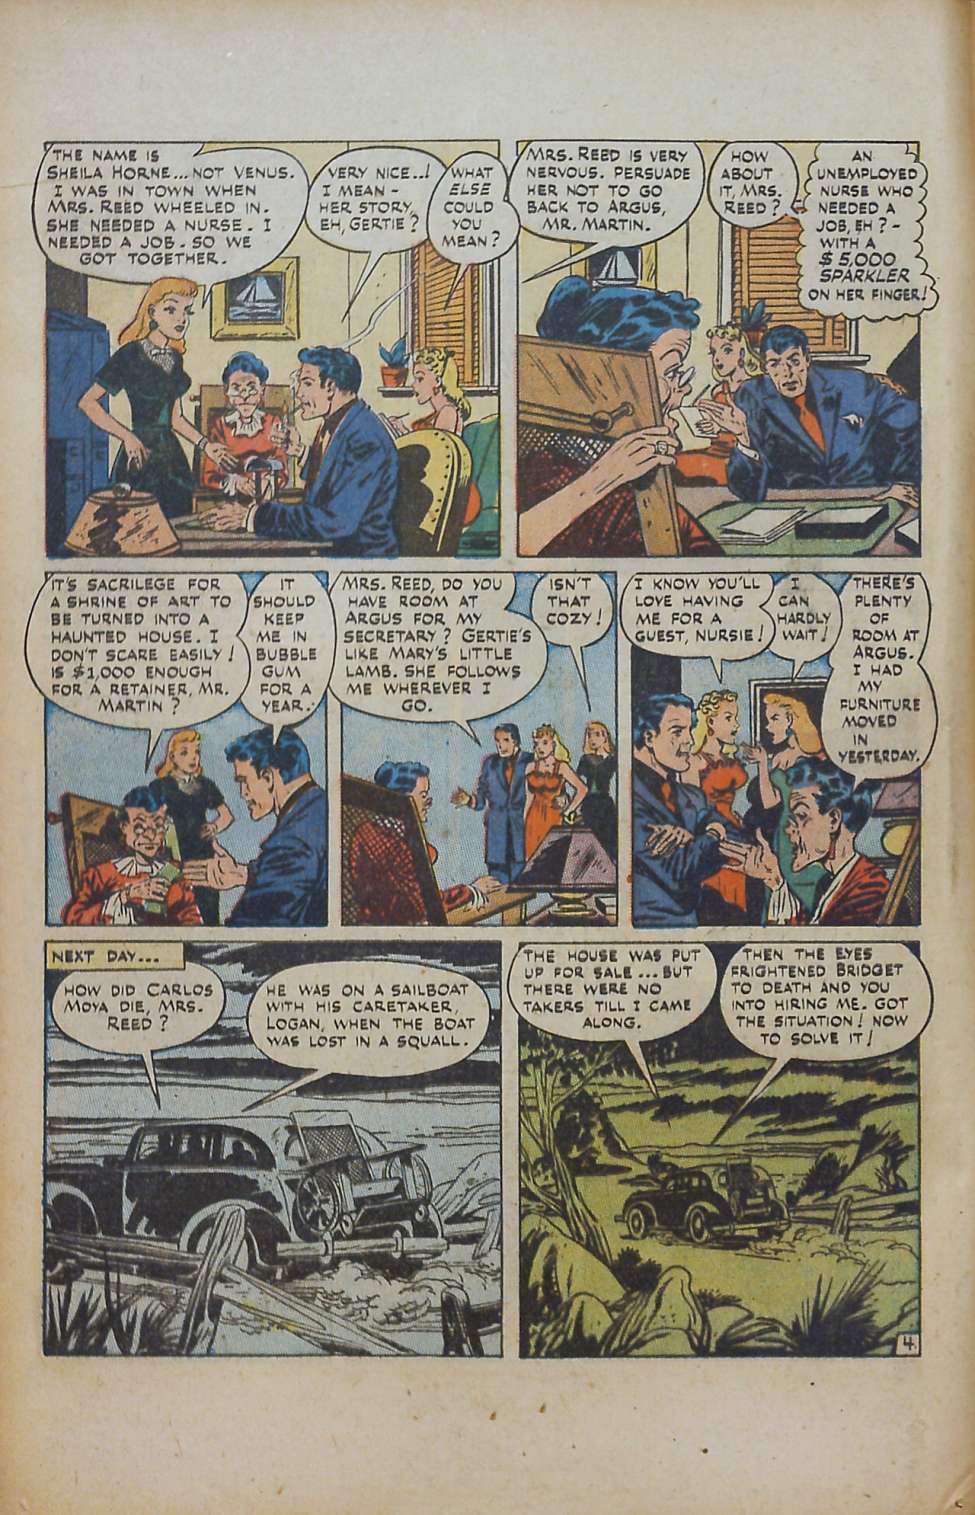 THE NAME IS
SHEILA HORNE... NOT VENUS.
I WAS IN TOWN WHEN
MRS. REED WHEELED IN.
SHE NEEDED A NURSE. I
NEEDED A JOB. SO WE
GOT TOGETHER.
VERY NICE..!
I MEAN -
HER STORY,
EH, GERTIE?
WHAT
ELSE
COULD
YOU
MEAN?
MRS. REED IS VERY
NERVOUS. PERSUADE
HER NOT TO GO
BACK TO ARGUS,
MR. MARTIN.
HOW
ABOUT
IT, MRS.
REED?
AN
UNEMPLOYED
NURSE WHO
NEEDED A
JOB, EH? -
WITH A
$5,000
SPARKLER
ON HER FINGER!
IT'S SACRILEGE FOR
A SHRINE OF ART TO
BE TURNED INTO A
HAUNTED HOUSE. I
DON'T SCARE EASILY!
IS $1,000 ENOUGH
FOR A RETAINER, MR.
MARTIN?
IT
SHOULD
KEEP
ME IN
BUBBLE
GUM
FOR A
YEAR.
MRS. REED, DO YOU
HAVE ROOM AT
ARGUS FOR MY
SECRETARY? GERTIE'S
LIKE MARY'S LITTLE
LAMB. SHE FOLLOWS
ME WHEREVER I
GO.
ISN'T
THAT
COZY!
I KNOW YOU'LL
LOVE HAVING
ME FOR A
GUEST, NURSIE!
I
CAN
HARDLY
WAIT!
THERE'S
PLENTY
OF
ROOM AT
ARGUS.
I HAD
MY
FURNITURE
MOVED
IN
YESTERDAY.
NEXT DAY...
HOW DID CARLOS
MOYA DIE, MRS.
REED?
HE WAS ON A SAILBOAT
WITH HIS CARETAKER,
LOGAN, WHEN THE BOAT
WAS LOST IN A SQUALL.
THE HOUSE WAS PUT
UP FOR SALE... BUT
THERE WERE NO
TAKERS TILL I CAME
ALONG.
THEN THE EYES
FRIGHTENED BRIDGET
TO DEATH AND YOU
INTO HIRING ME. GOT
THE SITUATION! NOW
TO SOLVE IT!
4